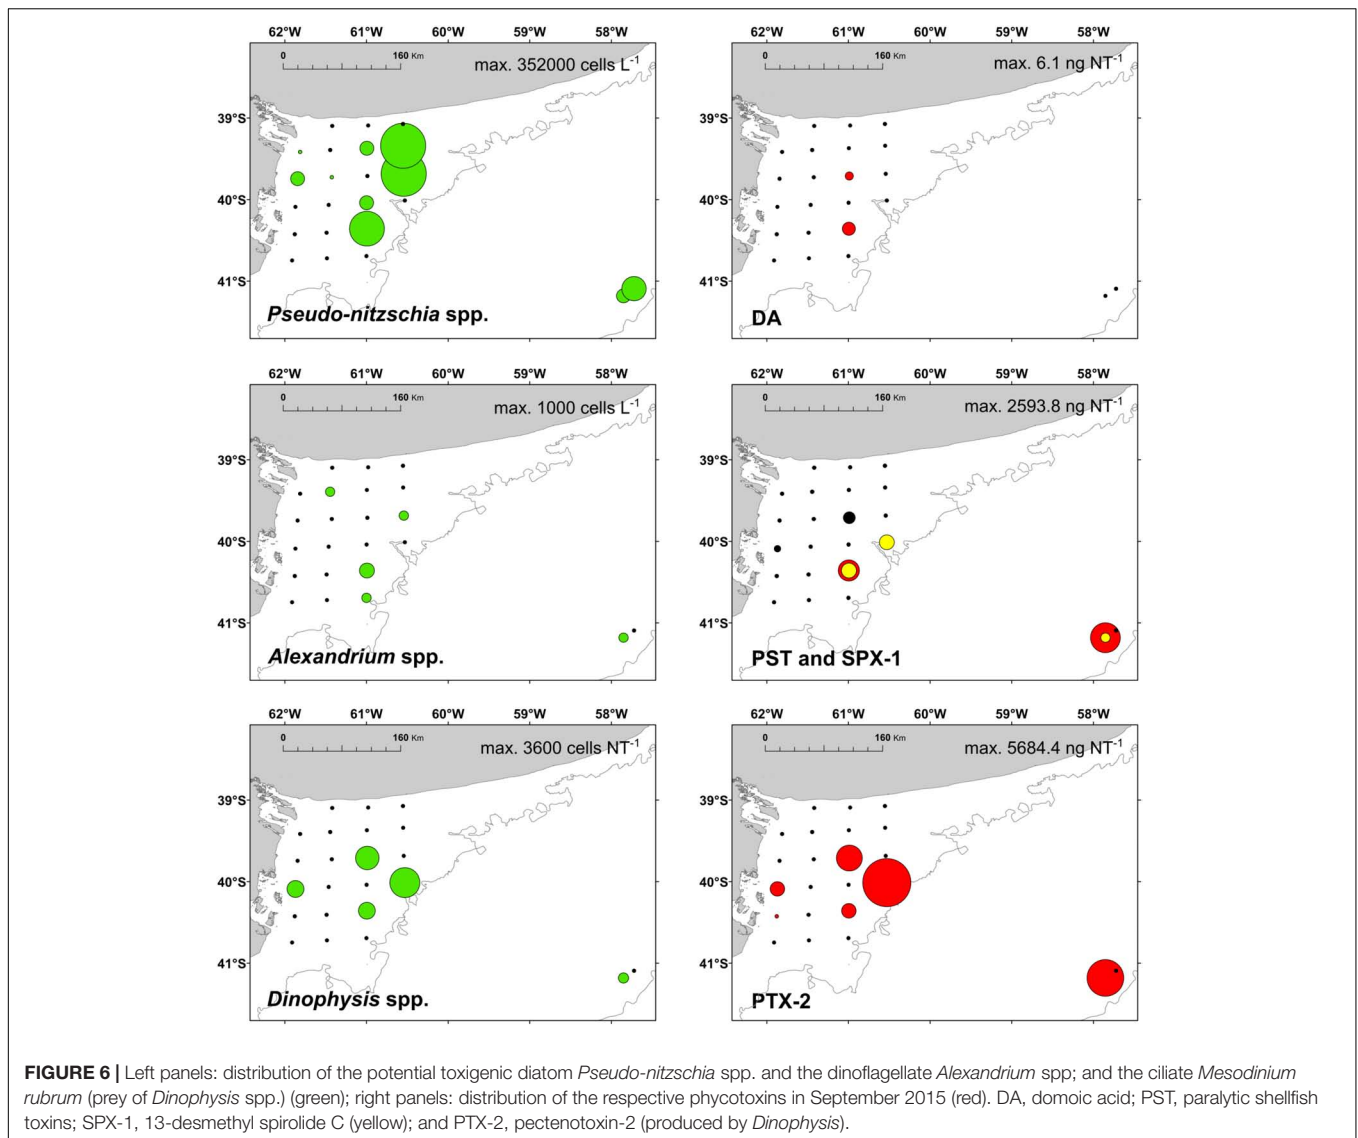 62°W 61°W 60°W 59°W 58°W
0 160 Km
max. 352000 cells L-1
39°S
40°S
41°S
Pseudo-nitzschia spp.
62°W 61°W 60°W 59°W 58°W
0 160 Km
max. 6.1 ng NT-1
39°S
40°S
41°S
DA
62°W 61°W 60°W 59°W 58°W
0 160 Km
max. 1000 cells L-1
39°S
40°S
41°S
Alexandrium spp.
62°W 61°W 60°W 59°W 58°W
0 160 Km
max. 2593.8 ng NT-1
39°S
40°S
41°S
PST and SPX-1
62°W 61°W 60°W 59°W 58°W
0 160 Km
max. 3600 cells NT-1
39°S
40°S
41°S
Dinophysis spp.
62°W 61°W 60°W 59°W 58°W
0 160 Km
max. 5684.4 ng NT-1
39°S
40°S
41°S
PTX-2
FIGURE 6 | Left panels: distribution of the potential toxigenic diatom Pseudo-nitzschia spp. and the dinoflagellate Alexandrium spp; and the ciliate Mesodinium
rubrum (prey of Dinophysis spp.) (green); right panels: distribution of the respective phycotoxins in September 2015 (red). DA, domoic acid; PST, paralytic shellfish
toxins; SPX-1, 13-desmethyl spirolide C (yellow); and PTX-2, pectenotoxin-2 (produced by Dinophysis).